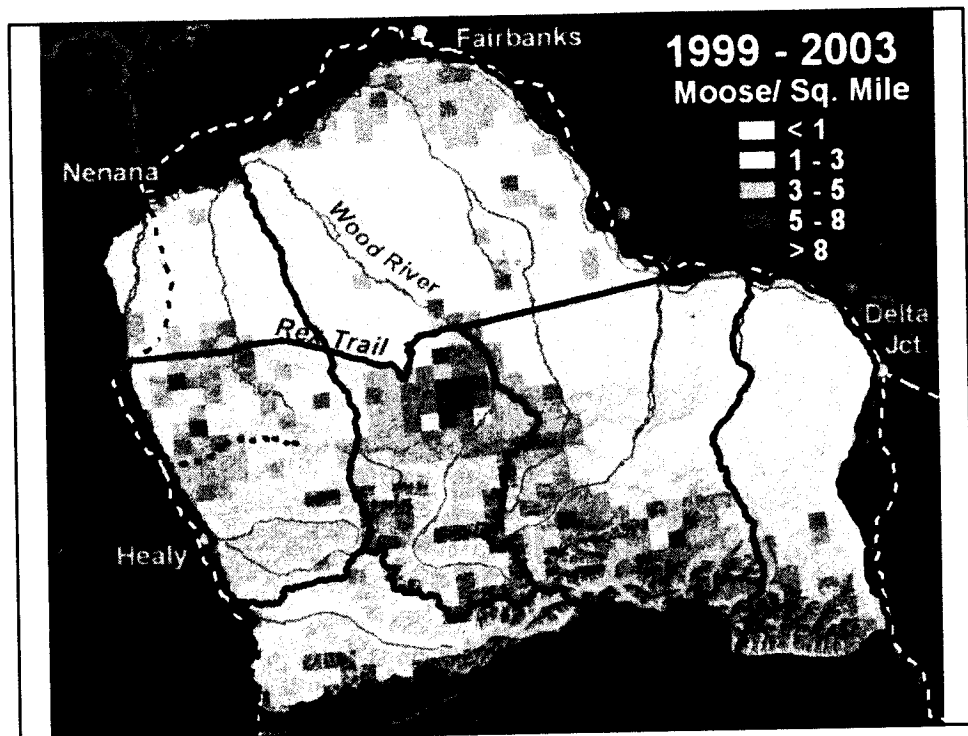 Fairbanks
1999 - 2003
Moose/ Sq. Mile
< 1
1 - 3
3 - 5
5 - 8
> 8
Nenana
Wood River
Rex Trail
Delta
Jct.
Healy